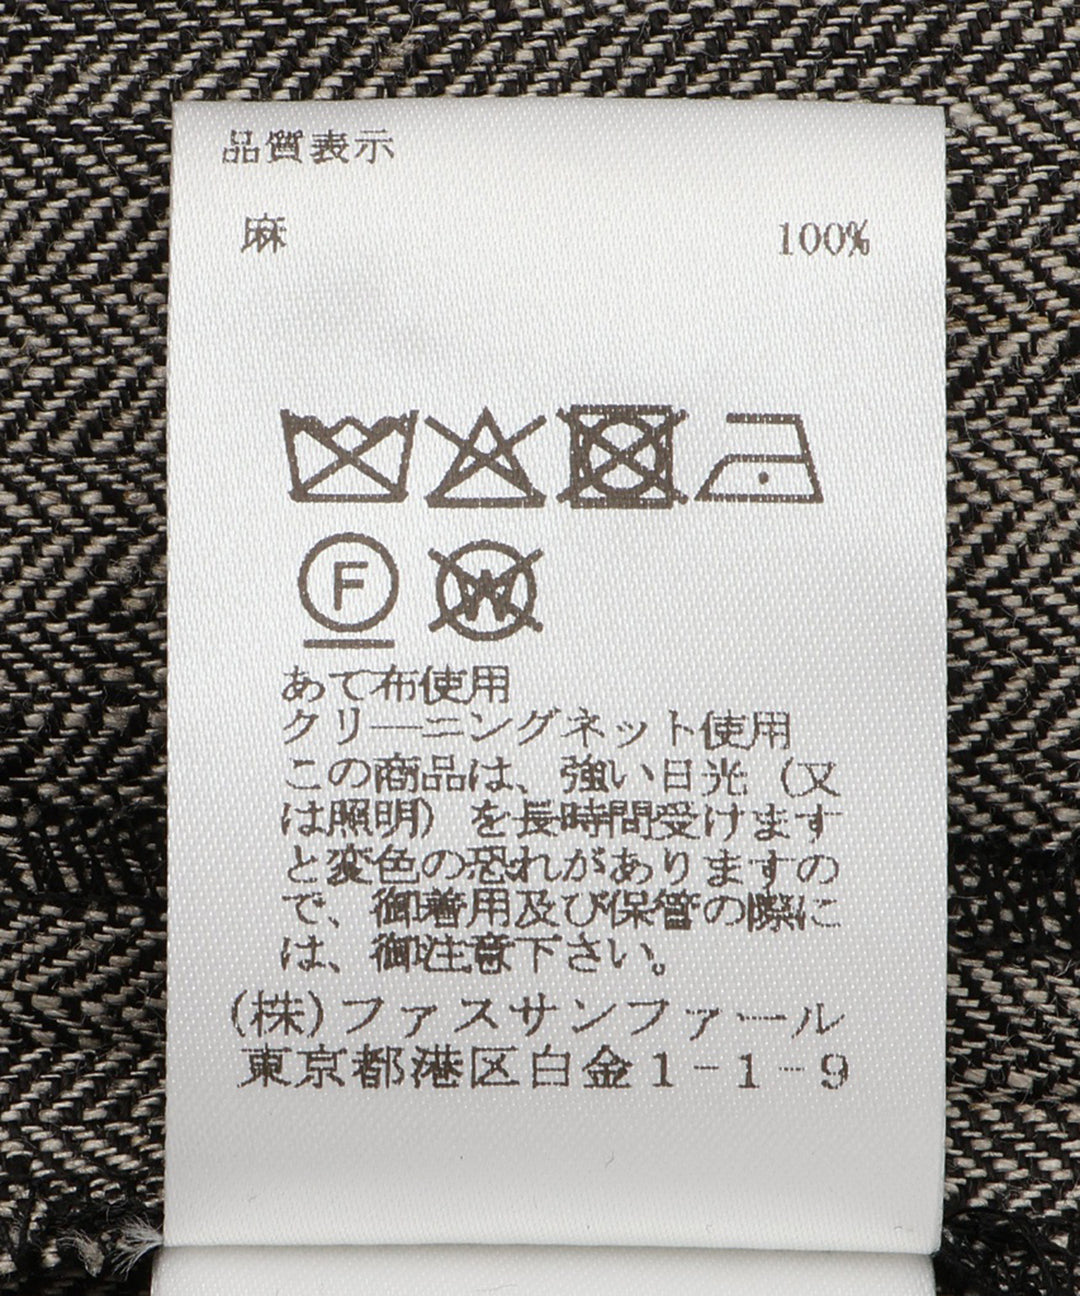 品質表示
麻 100%
F W
あて布使用
クリーニングネット使用
この商品は、強い日光（又
は照明）を長時間受けます
と変色の恐れがありますの
で、御着用及び保管の際に
は、御注意下さい。
(株)ファスサンファール
東京都港区白金1-1-9